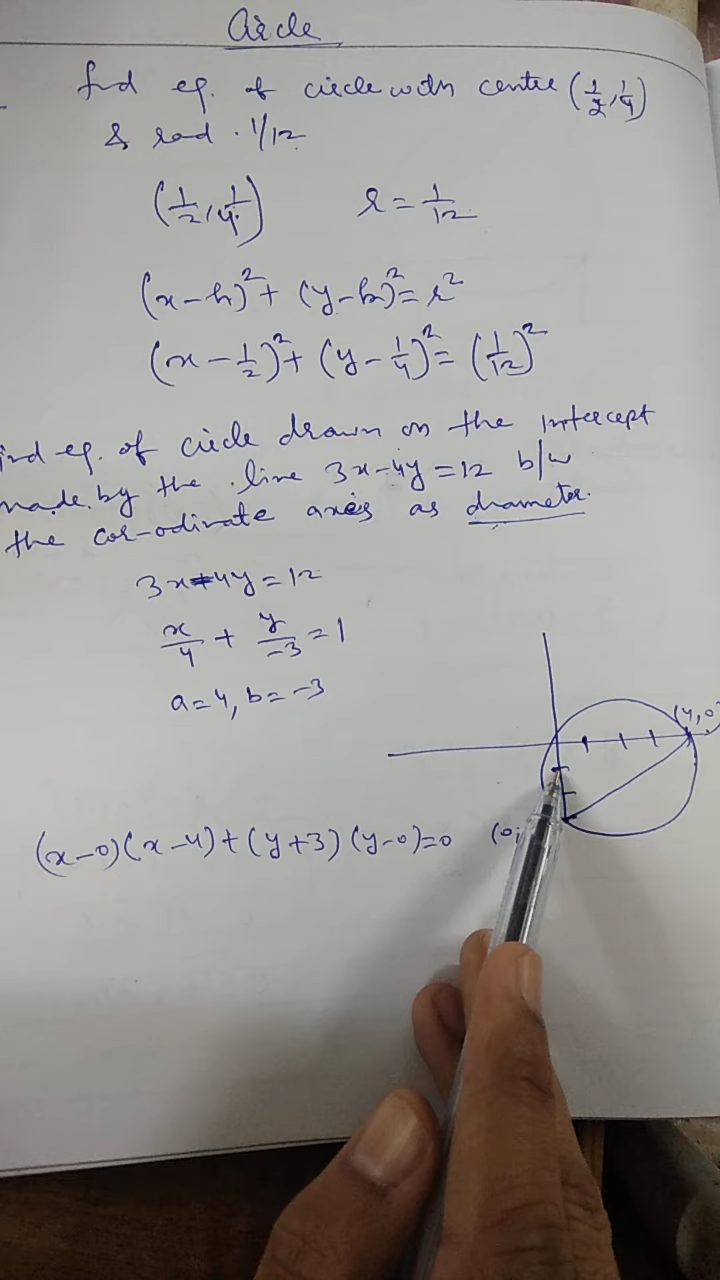 Circle
find eq. of circle with centre (1/2, 1/4)
& rad. 1/12
(1/2, 1/4) r = 1/12
(x-h)² + (y-k)² = r²
(x - 1/2)² + (y - 1/4)² = (1/12)²
ind eq. of circle drawn on the intercept
made by the line 3x-4y=12 b/w
the cor-odinate axes as diameter.
3x-4y=12
x/4 + y/-3 = 1
a=4, b=-3
(4,0)
(x-0)(x-4)+(y+3)(y-0)=0 (0,